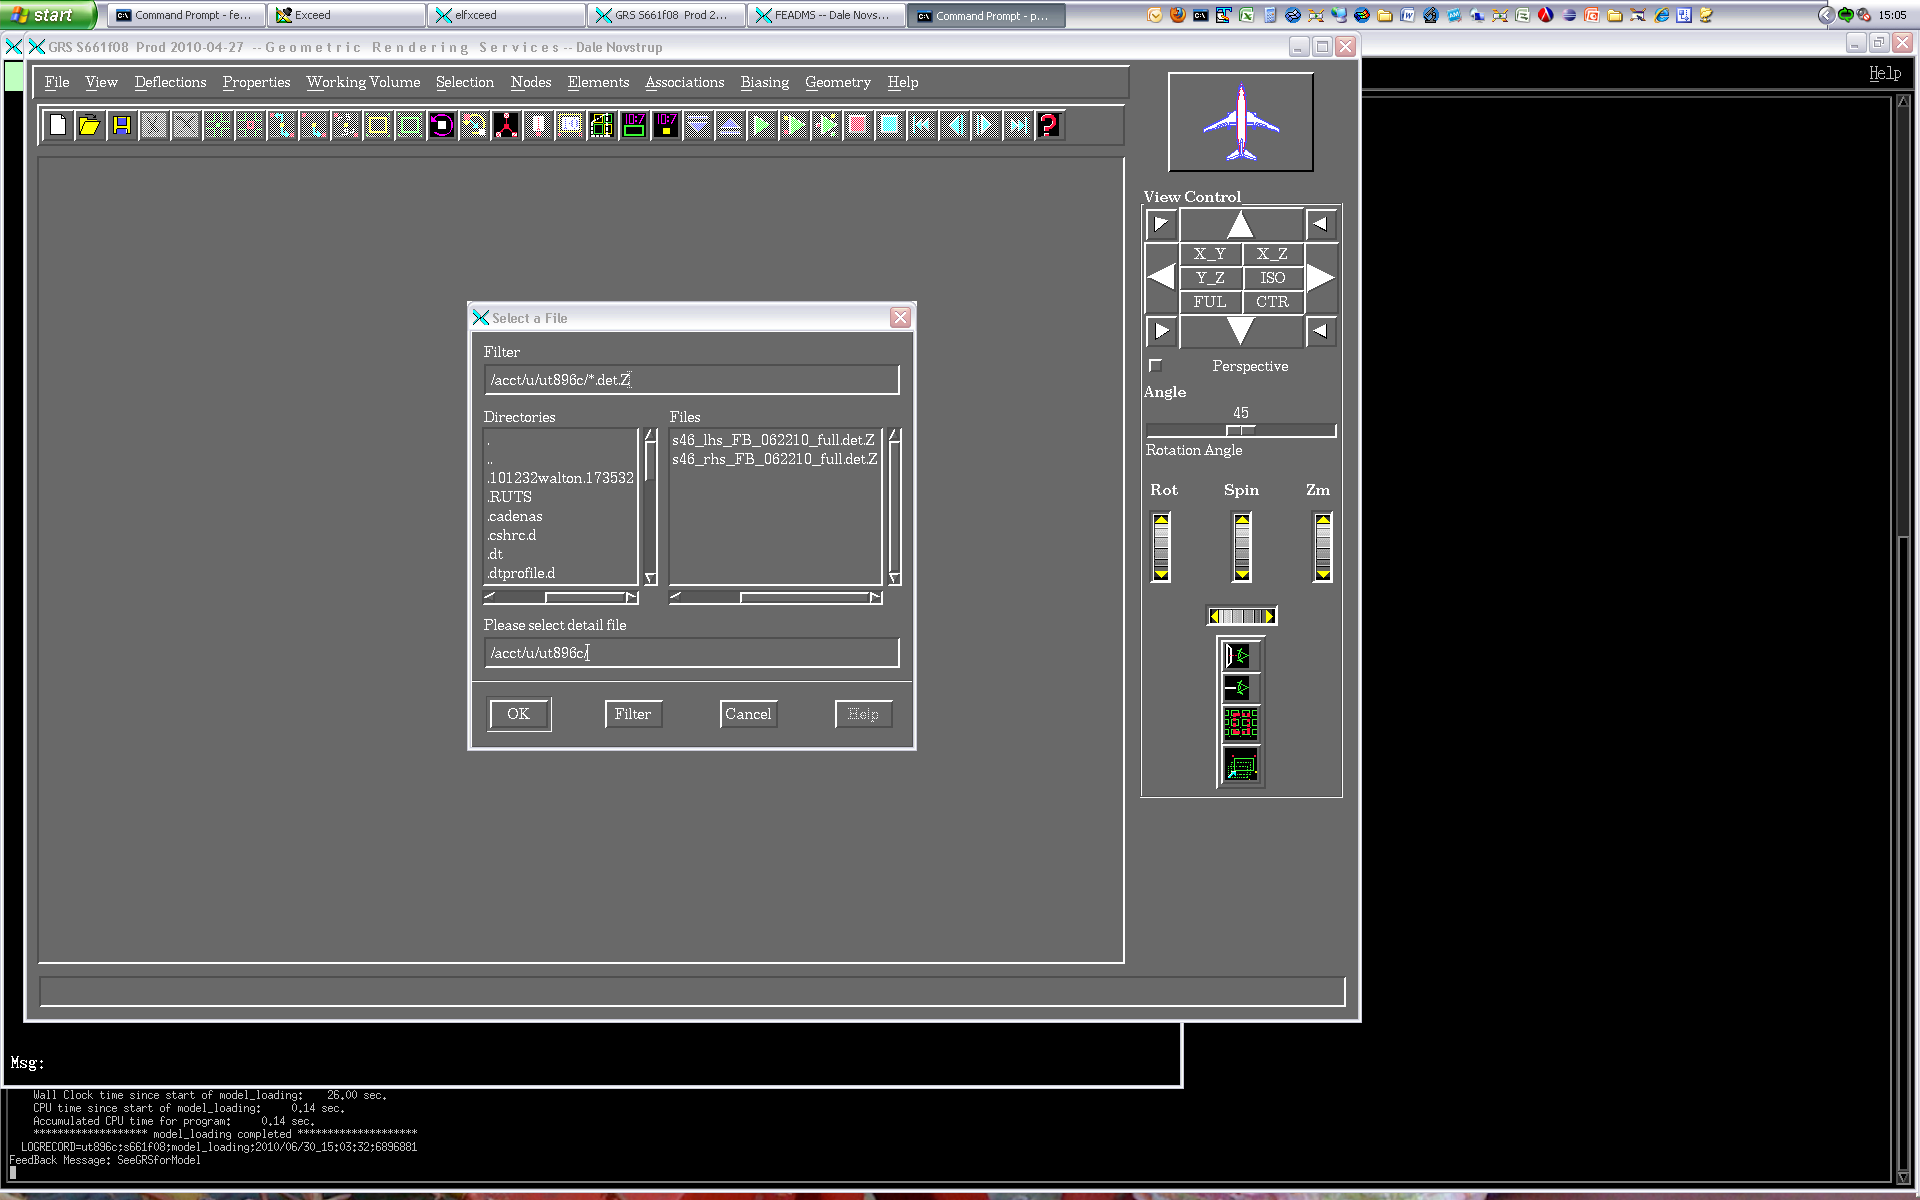 start
Command Prompt - fe...
Exceed
elfxceed
GRS S661f08 Prod 2...
FEADMS -- Dale Novs...
Command Prompt - p...
15:05
GRS S661f08 Prod 2010-04-27 -- Geometric Rendering Services -- Dale Novstrup
File View Deflections Properties Working Volume Selection Nodes Elements Associations Biasing Geometry Help
Help
10:7
10:7
View Control
X_Y X_Z
Y_Z ISO
FUL CTR
Perspective
Angle
45
Rotation Angle
Rot Spin Zm
Select a File
Filter
/acct/u/ut896c/*.det.Z
Directories
.
..
.101232walton.173532
.RUTS
.cadenas
.cshrc.d
.dt
.dtprofile.d
Files
s46_lhs_FB_062210_full.det.Z
s46_rhs_FB_062210_full.det.Z
Please select detail file
/acct/u/ut896c/
OK Filter Cancel Help
Msg:
Wall Clock time since start of model_loading: 26.00 sec.
CPU time since start of model_loading: 0.14 sec.
Accumulated CPU time for program: 0.14 sec.
******************* model_loading completed ********************
LOGRECORD=ut896c;s661f08;model_loading;2010/06/30_15:03:32;6896881
FeedBack Message: SeeGRSforModel